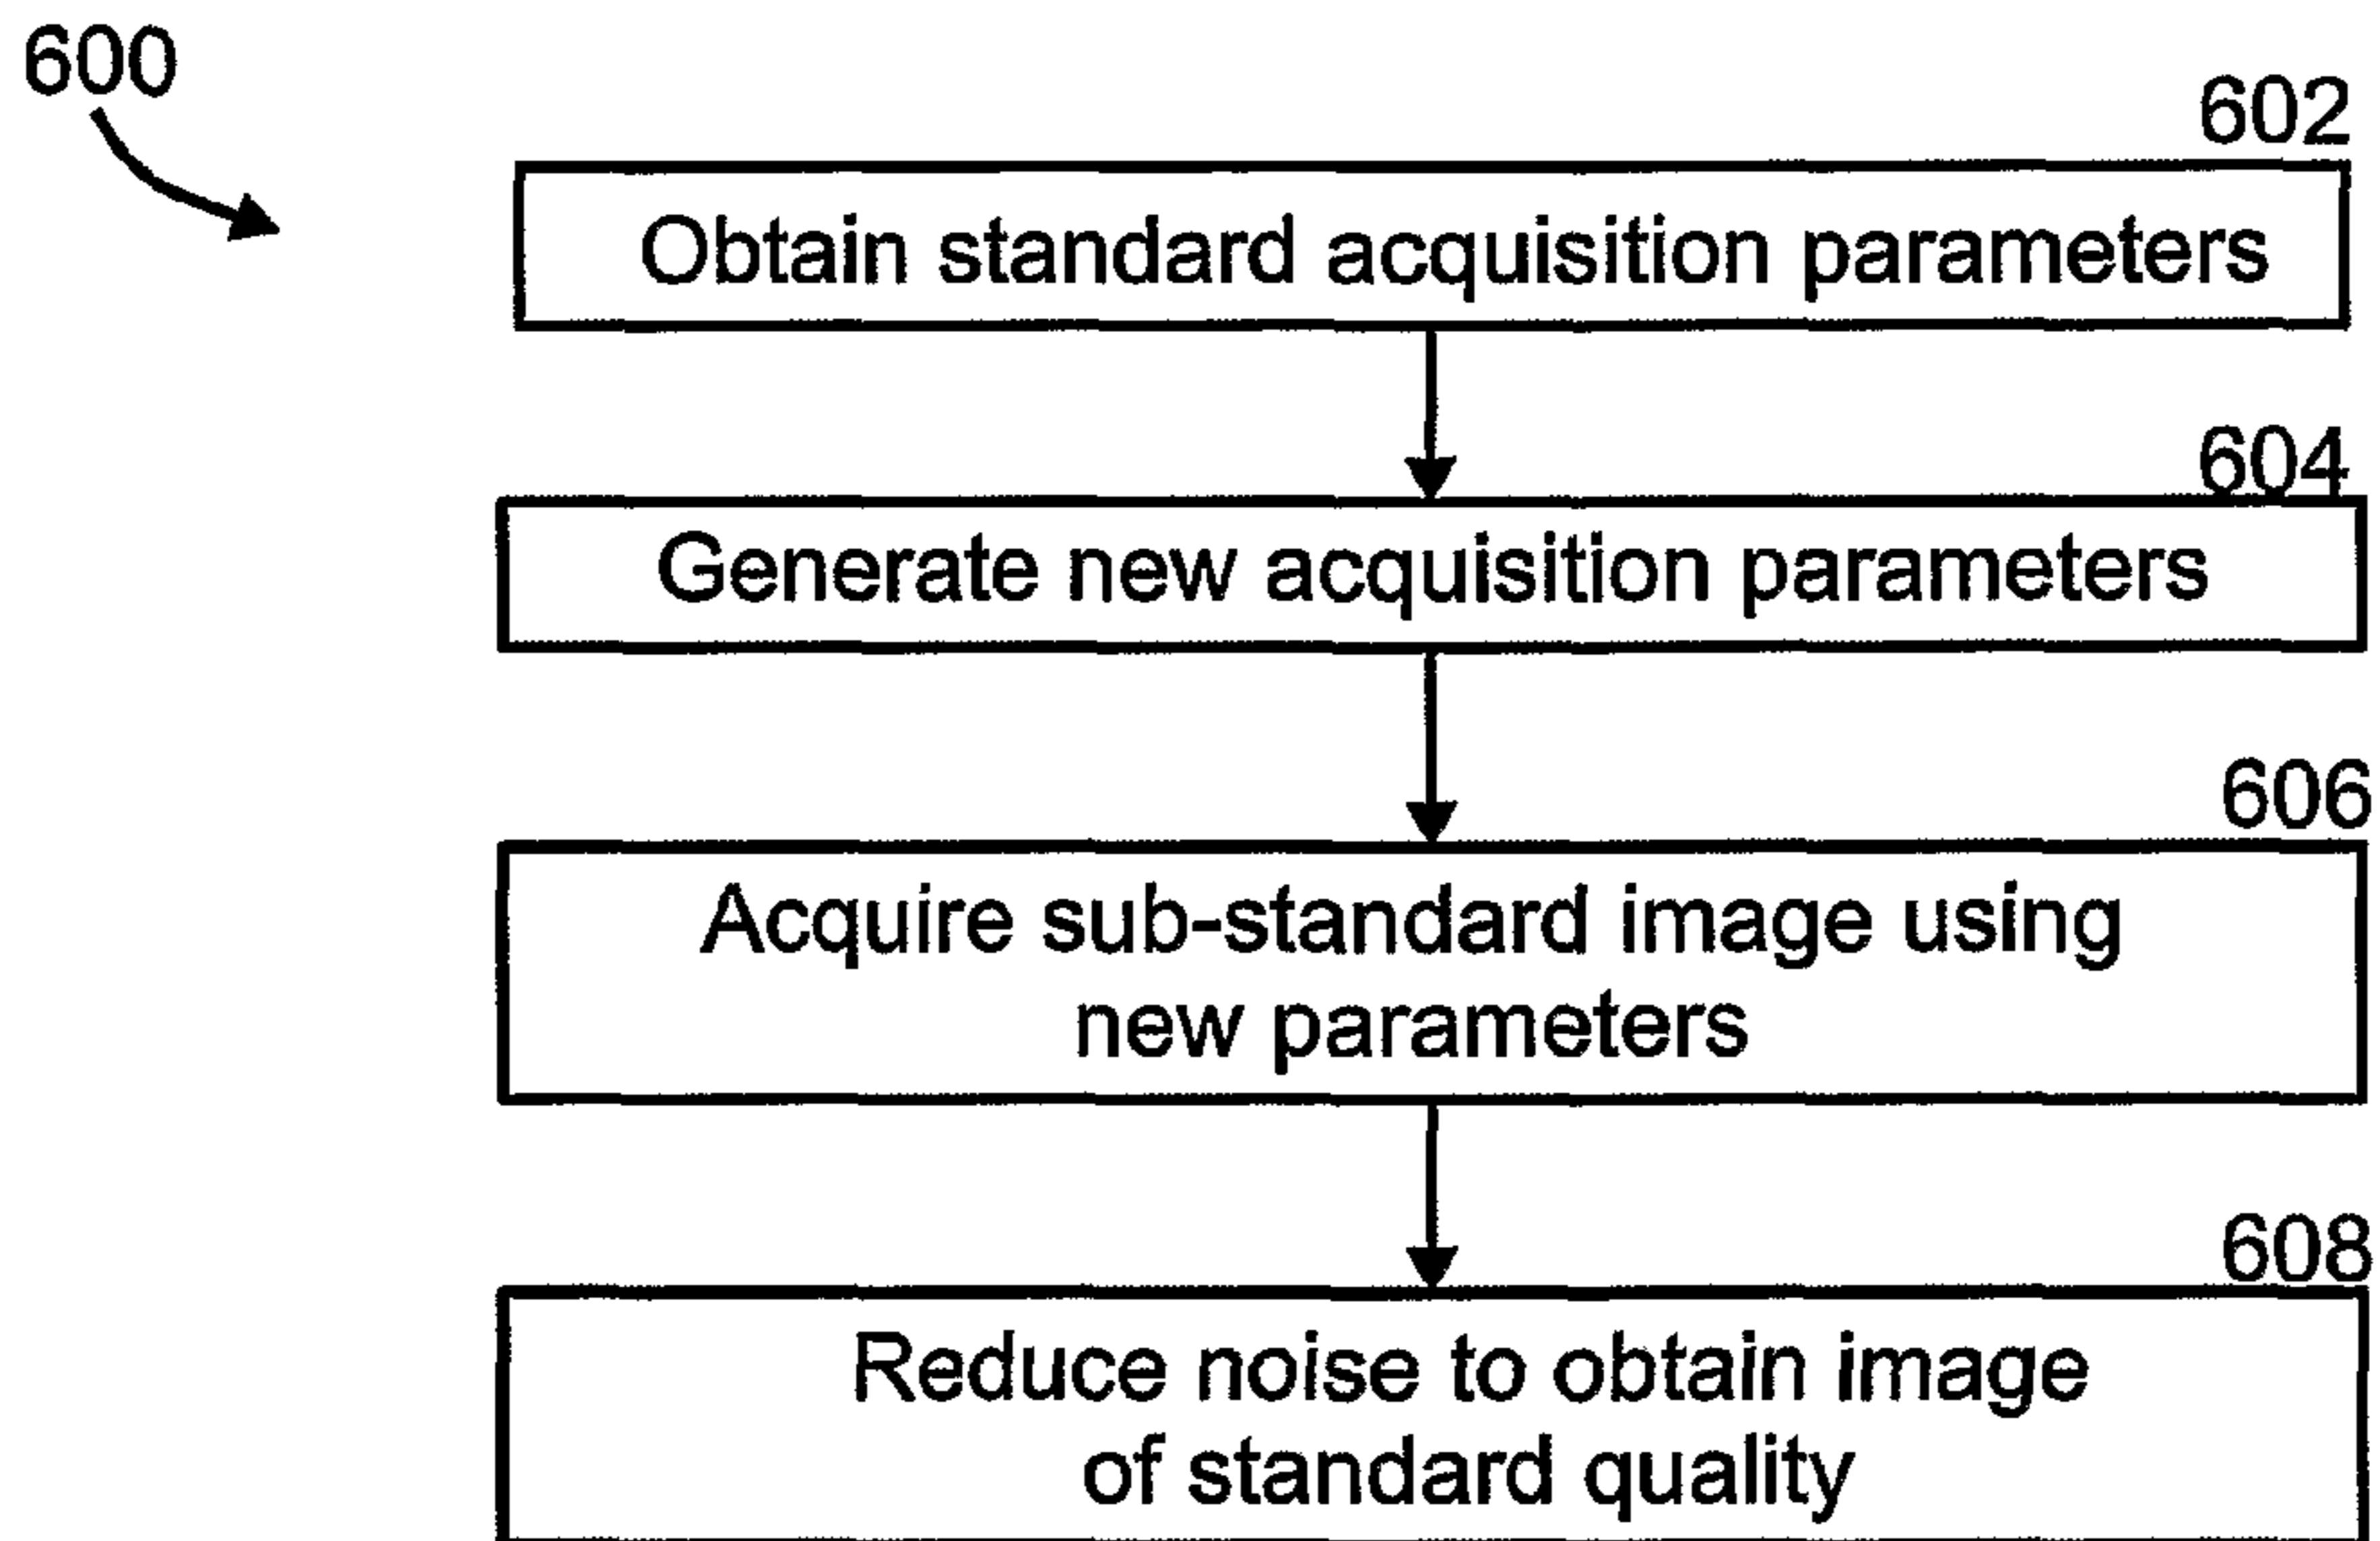 600
602
Obtain standard acquisition parameters
604
Generate new acquisition parameters
606
Acquire sub-standard image using
new parameters
608
Reduce noise to obtain image
of standard quality